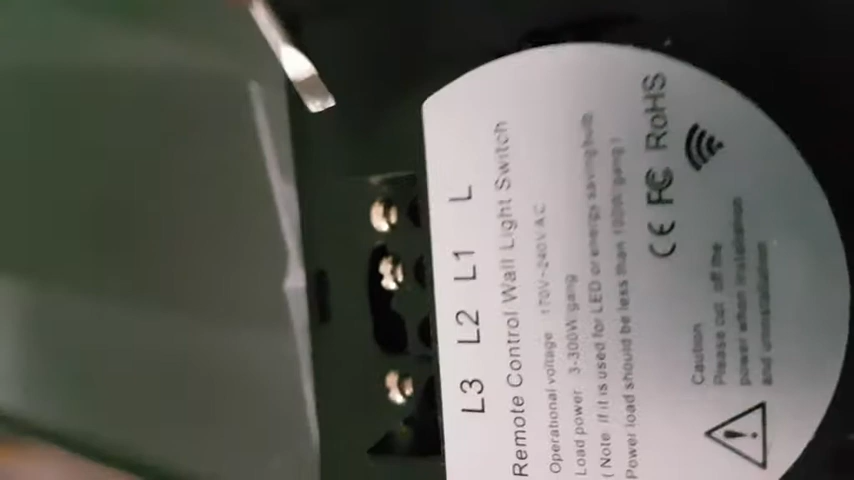 L3 L2 L1 L
Remote Control Wall Light Switch
Operational voltage 170V~240V AC
Load power 3-300W gang
(Note If it is used for LED or energy saving bulb
Power load should be less than 100W gang)
CE FC RoHS
Caution
Please cut off the
power when installation
and uninstallation